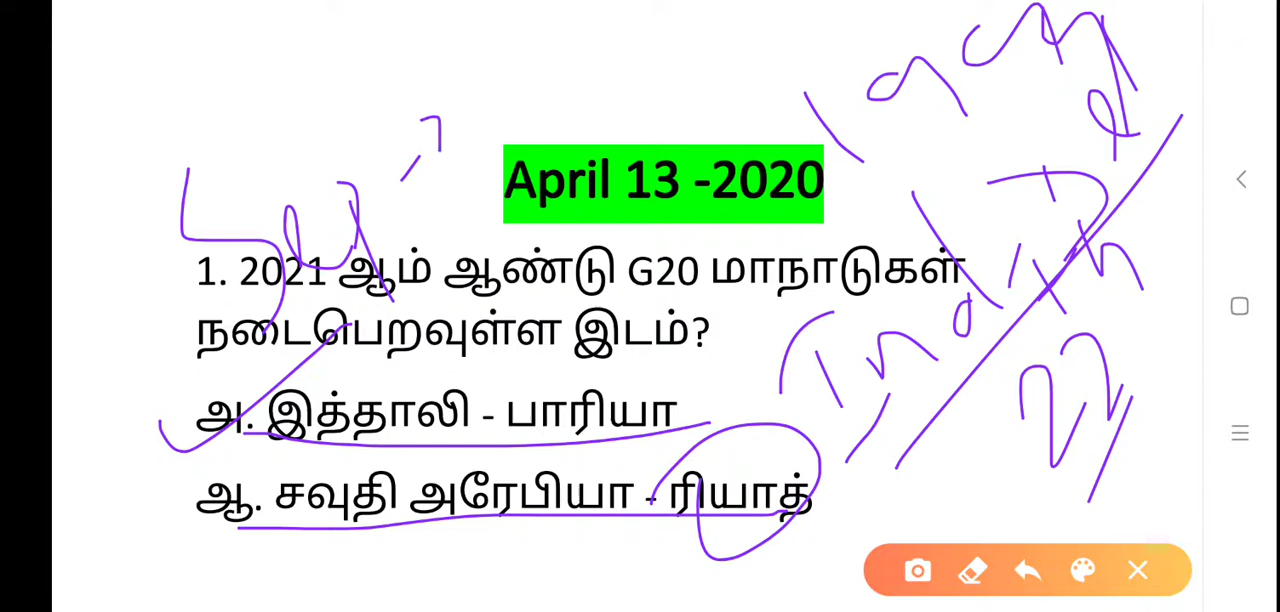 April 13 -2020
1. 2021 ஆம் ஆண்டு G20 மாநாடுகள்
நடைபெறவுள்ள இடம்?
அ. இத்தாலி - பாரியா
ஆ. சவுதி அரேபியா - ரியாத்